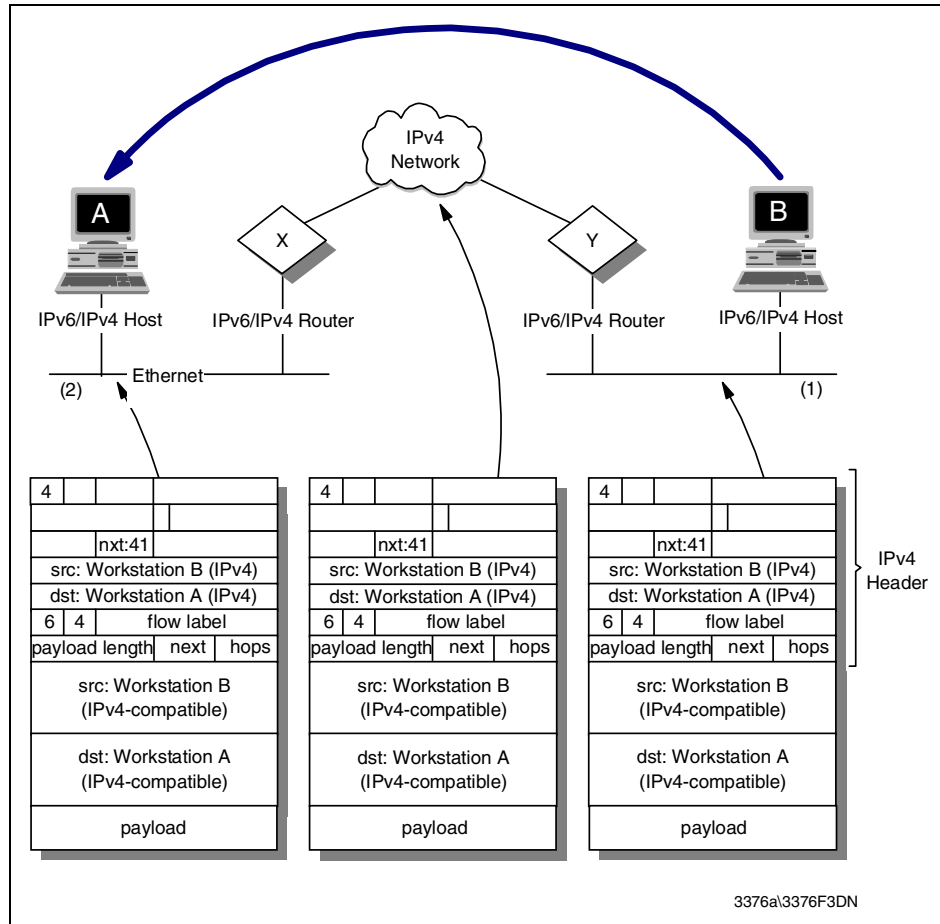 IPv4
Network
A
B
X
Y
IPv6/IPv4 Host
IPv6/IPv4 Router
IPv6/IPv4 Router
IPv6/IPv4 Host
Ethernet
(2)
(1)
4
nxt:41
src: Workstation B (IPv4)
dst: Workstation A (IPv4)
6 4 flow label
payload length next hops
src: Workstation B
(IPv4-compatible)
dst: Workstation A
(IPv4-compatible)
payload
4
nxt:41
src: Workstation B (IPv4)
dst: Workstation A (IPv4)
6 4 flow label
payload length next hops
src: Workstation B
(IPv4-compatible)
dst: Workstation A
(IPv4-compatible)
payload
4
nxt:41
src: Workstation B (IPv4)
dst: Workstation A (IPv4)
6 4 flow label
payload length next hops
src: Workstation B
(IPv4-compatible)
dst: Workstation A
(IPv4-compatible)
payload
IPv4
Header
3376a\3376F3DN